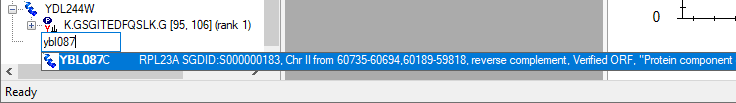 YDL244W
K.GSGITEDFQSLK.G [95, 106] (rank 1)
0
ybl087
YBL087C RPL23A SGDID:S000000183, Chr II from 60735-60694,60189-59818, reverse complement, Verified ORF, "Protein component
Ready